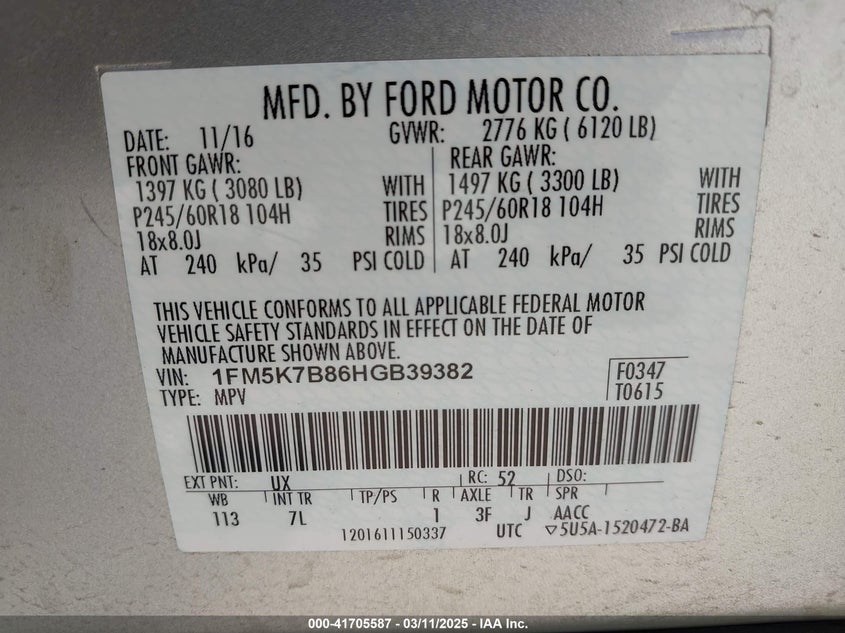 MFD. BY FORD MOTOR CO.
DATE: 11/16 GVWR: 2776 KG ( 6120 LB)
FRONT GAWR: REAR GAWR:
1397 KG ( 3080 LB) WITH 1497 KG ( 3300 LB) WITH
P245/60R18 104H TIRES P245/60R18 104H TIRES
18x8.0J RIMS 18x8.0J RIMS
AT 240 kPa/ 35 PSI COLD AT 240 kPa/ 35 PSI COLD
THIS VEHICLE CONFORMS TO ALL APPLICABLE FEDERAL MOTOR
VEHICLE SAFETY STANDARDS IN EFFECT ON THE DATE OF
MANUFACTURE SHOWN ABOVE.
VIN: 1FM5K7B86HGB39382 F0347
TYPE: MPV T0615
EXT PNT: UX RC: 52 DSO:
WB INT TR TP/PS R AXLE TR SPR
113 7L 1 3F J AACC
1201611150337 UTC ▽5U5A-1520472-BA
000-41705587 - 03/11/2025 - IAA Inc.